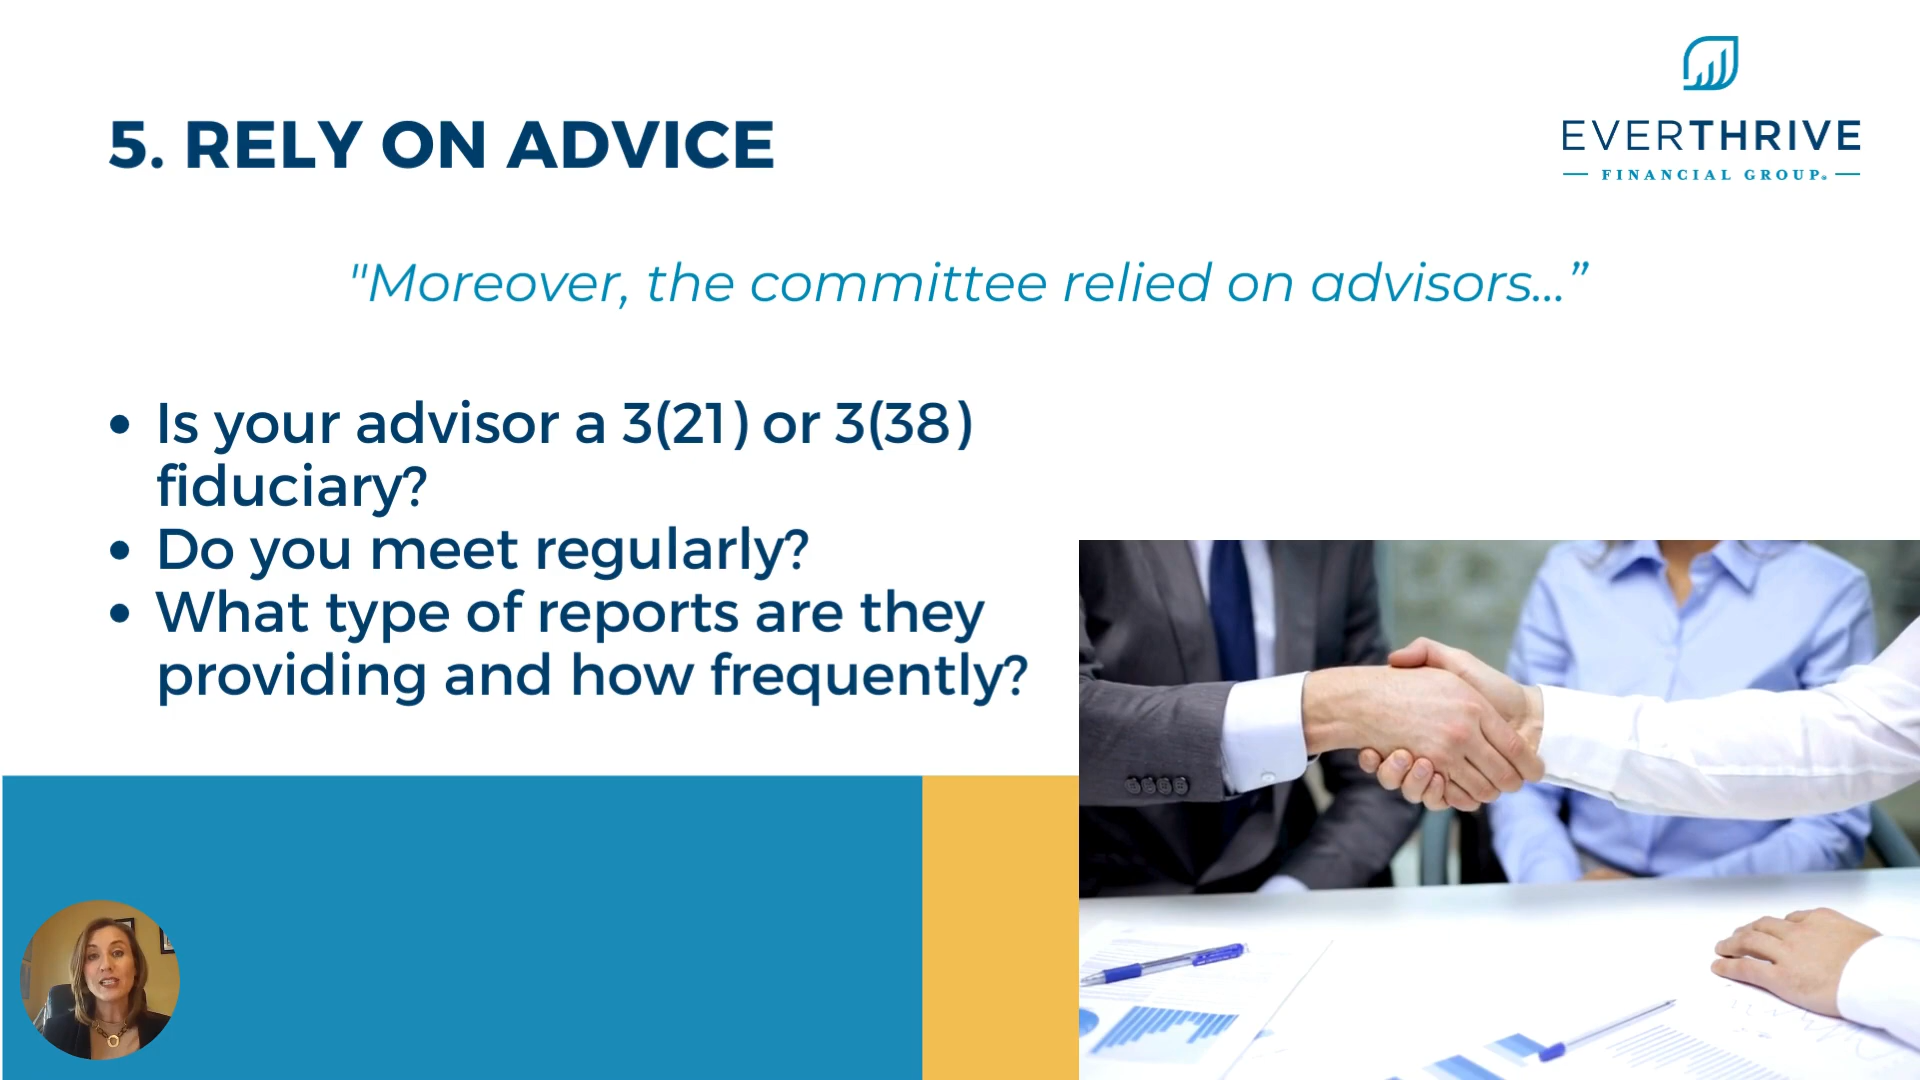 EVERTHRIVE
FINANCIAL GROUP
5. RELY ON ADVICE
"Moreover, the committee relied on advisors...”
• Is your advisor a 3(21) or 3(38)
fiduciary?
• Do you meet regularly?
• What type of reports are they
providing and how frequently?